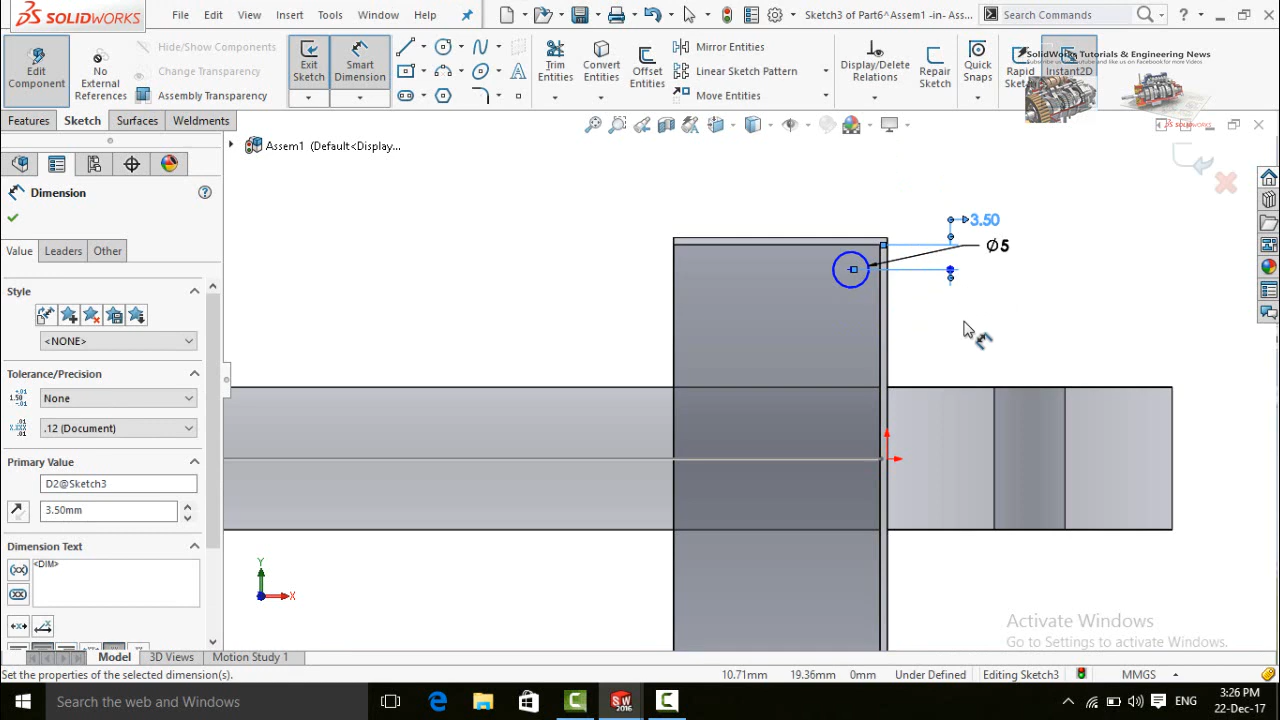 SOLIDWORKS
File
Edit
View
Insert
Tools
Window
Help
Sketch3 of Part6^Assem1 -in- Ass...
Search Commands
?
Edit Component
No External References
Hide/Show Components
Change Transparency
Assembly Transparency
Exit Sketch
Smart Dimension
Trim Entities
Convert Entities
Offset Entities
Mirror Entities
Linear Sketch Pattern
Move Entities
Display/Delete Relations
Repair Sketch
Quick Snaps
Rapid Sketch
Instant2D
SolidWorks Tutorials & Engineering News
Features
Sketch
Surfaces
Weldments
Assem1 (Default<Display...
Dimension
Value
Leaders
Other
Style
<NONE>
Tolerance/Precision
None
.12 (Document)
Primary Value
D2@Sketch3
3.50mm
Dimension Text
<DIM>
3.50
Ø5
Y
X
Activate Windows
Go to Settings to activate Windows.
Model
3D Views
Motion Study 1
Set the properties of the selected dimension(s).
10.71mm
19.36mm
0mm
Under Defined
Editing Sketch3
MMGS
Search the web and Windows
ENG
3:26 PM
22-Dec-17